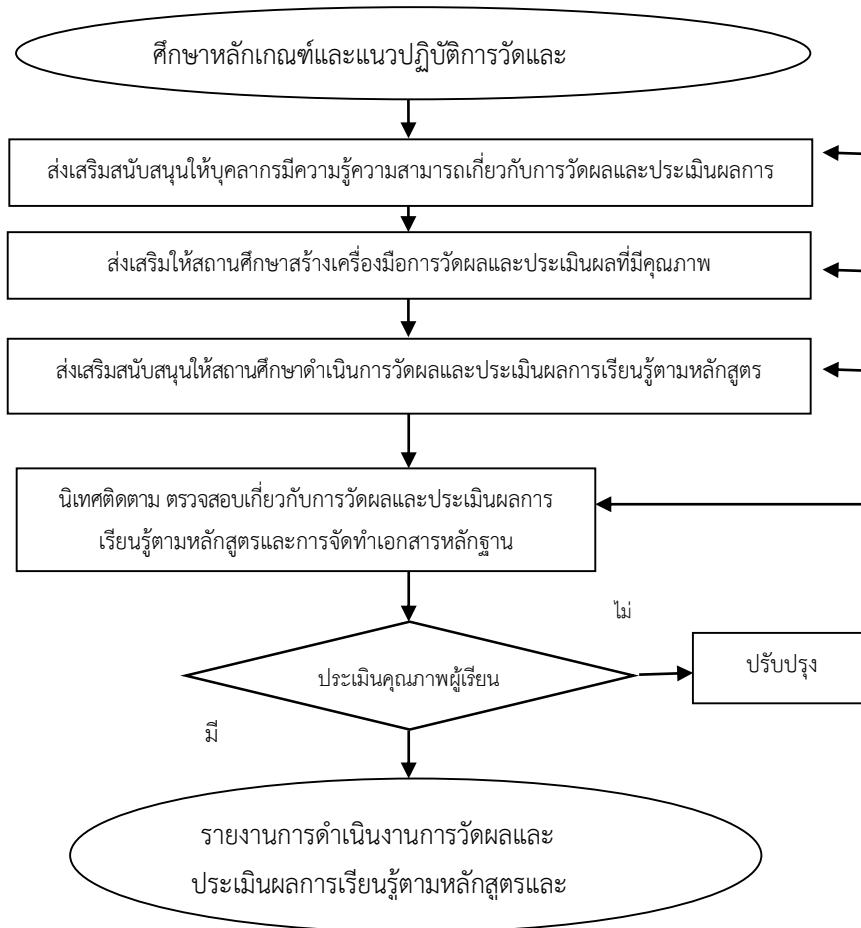 ศึกษาหลักเกณฑ์และแนวปฏิบัติการวัดและ
ส่งเสริมสนับสนุนให้บุคลากรมีความรู้ความสามารถเกี่ยวกับการวัดผลและประเมินผลการ
ส่งเสริมให้สถานศึกษาสร้างเครื่องมือการวัดผลและประเมินผลที่มีคุณภาพ
ส่งเสริมสนับสนุนให้สถานศึกษาดำเนินการวัดผลและประเมินผลการเรียนรู้ตามหลักสูตร
นิเทศติดตาม ตรวจสอบเกี่ยวกับการวัดผลและประเมินผลการ
เรียนรู้ตามหลักสูตรและการจัดทำเอกสารหลักฐาน
ไม่
ประเมินคุณภาพผู้เรียน
ปรับปรุง
มี
รายงานการดำเนินงานการวัดผลและ
ประเมินผลการเรียนรู้ตามหลักสูตรและ